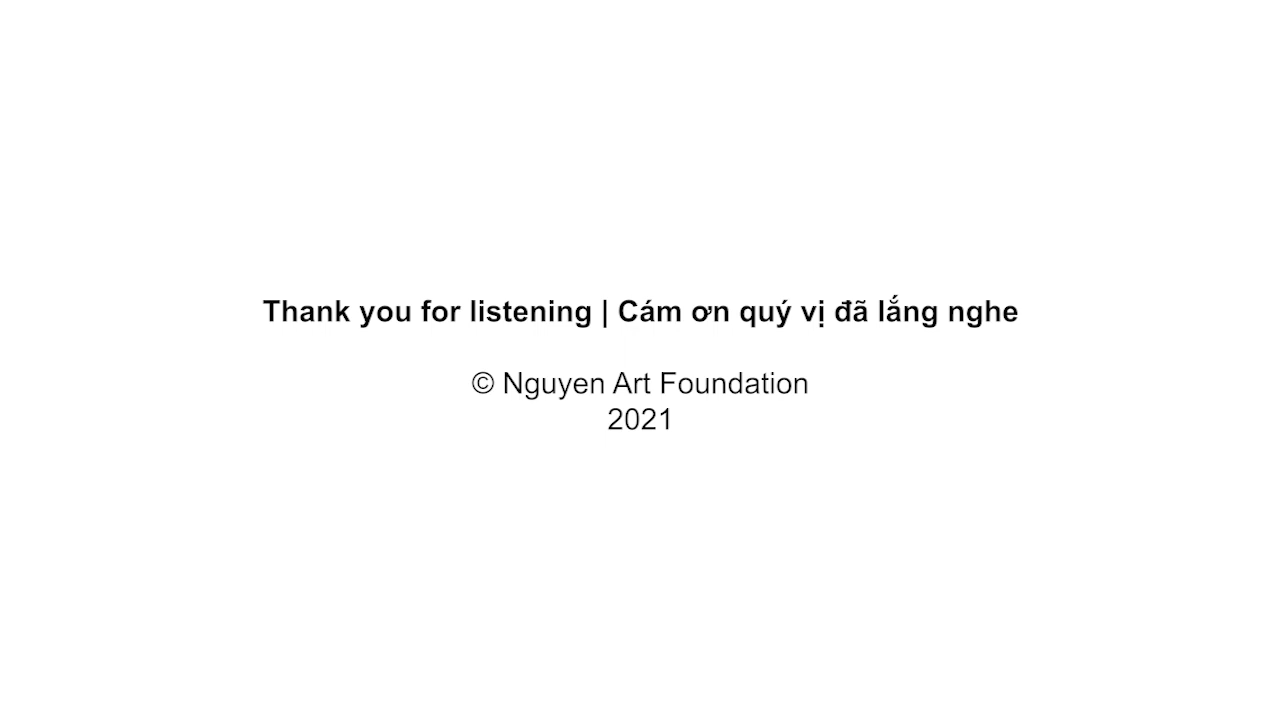 Thank you for listening | Cám ơn quý vị đã lắng nghe
© Nguyen Art Foundation
2021